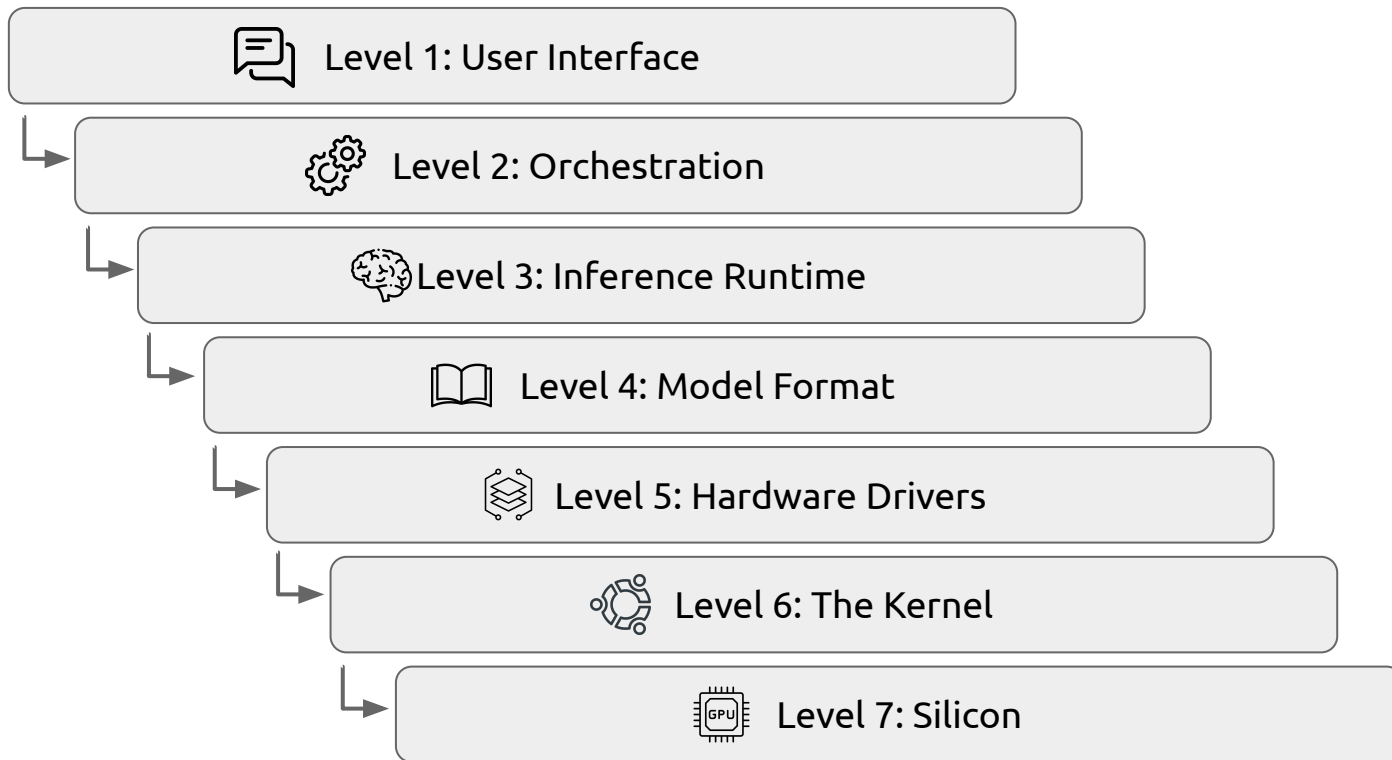 Level 1: User Interface
Level 2: Orchestration
Level 3: Inference Runtime
Level 4: Model Format
Level 5: Hardware Drivers
Level 6: The Kernel
GPU
Level 7: Silicon